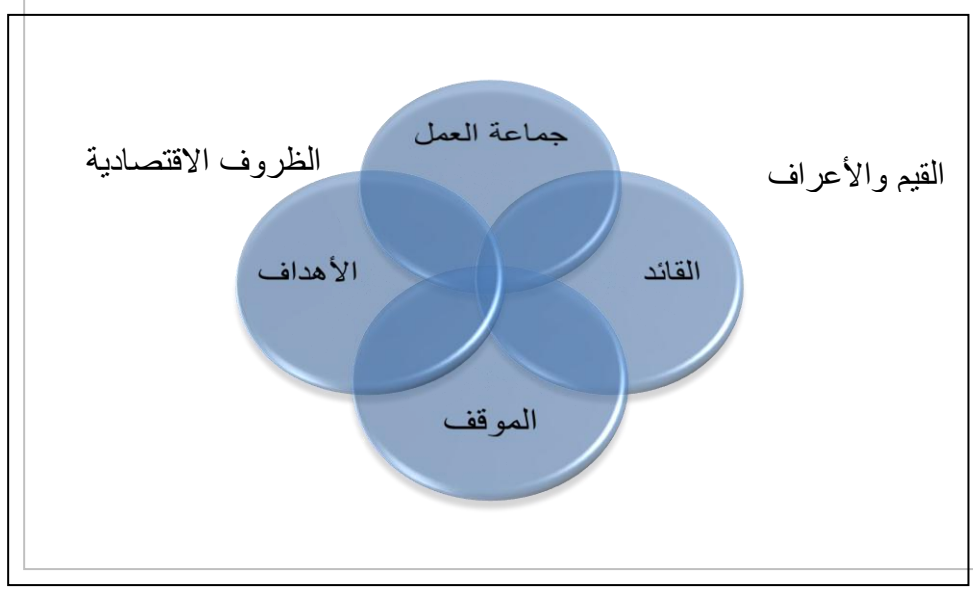 جماعة العمل
الظروف الاقتصادية
القيم والأعراف
القائد
الأهداف
الموقف